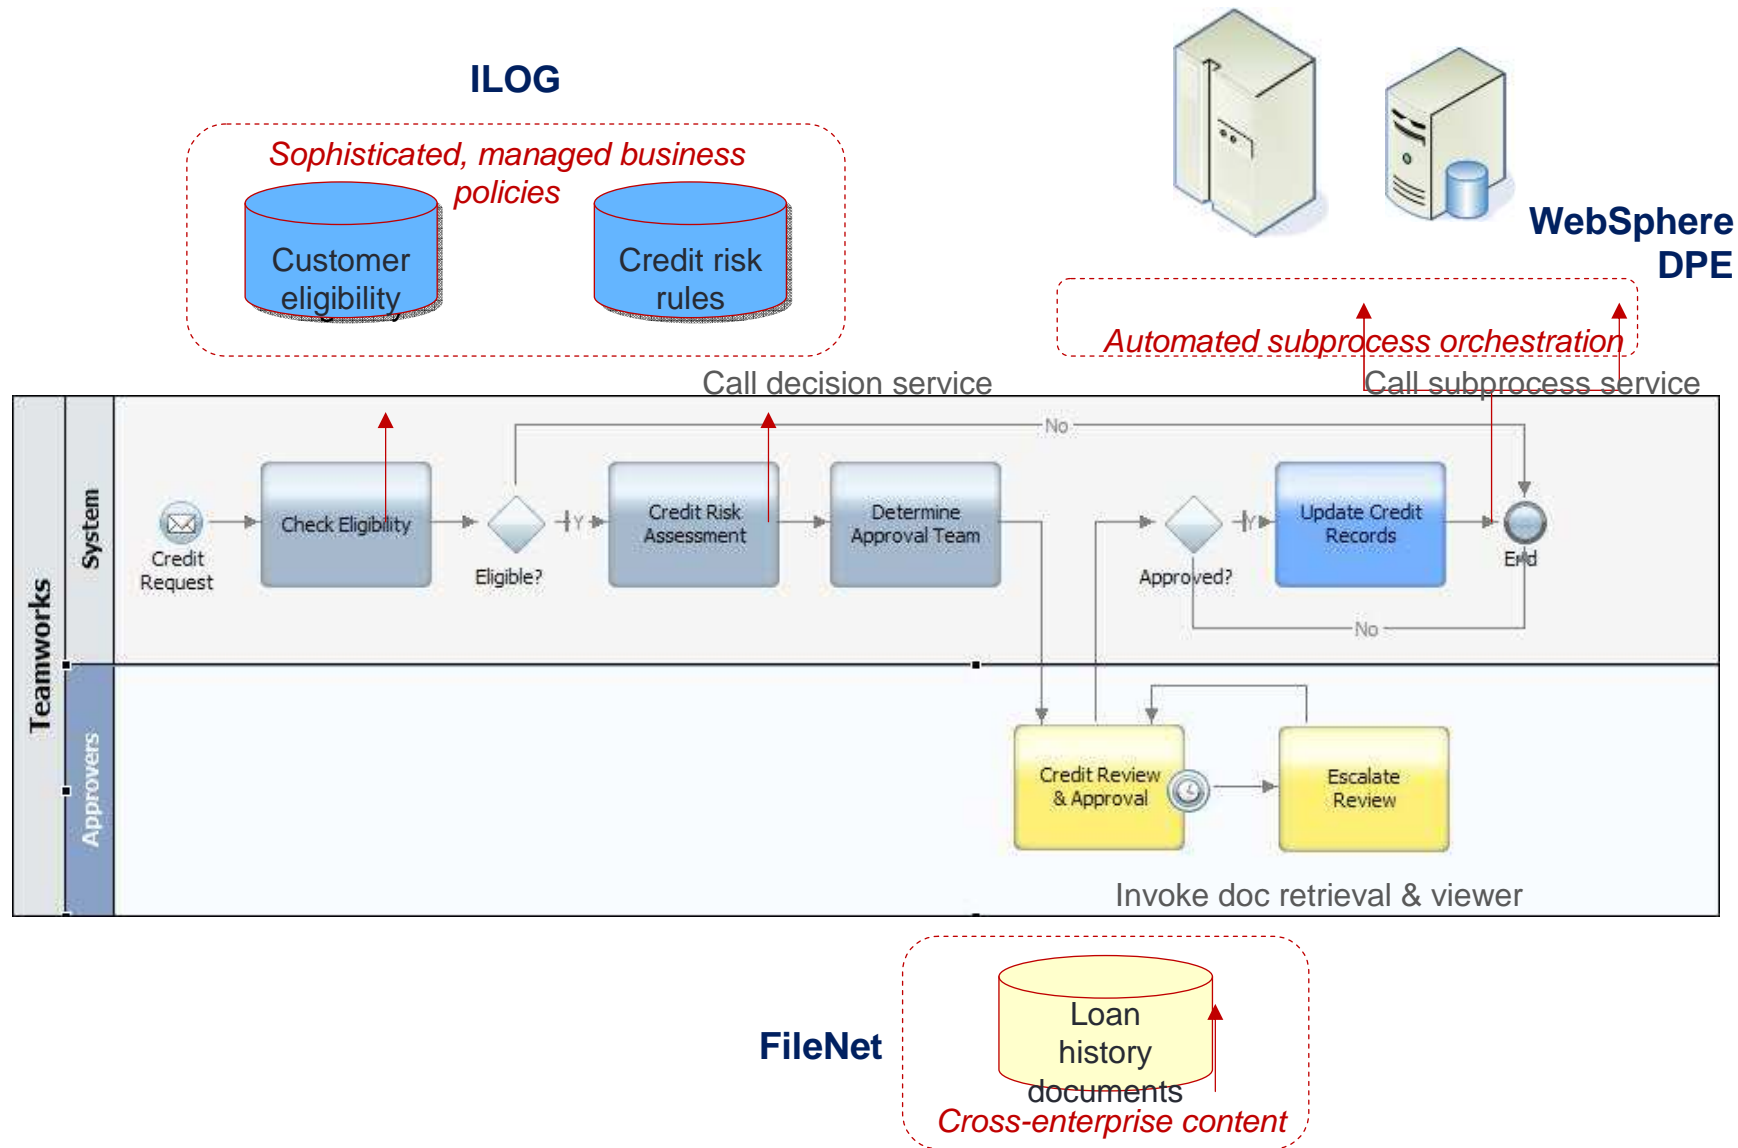 ILOG
Sophisticated, managed business
policies
Customer
eligibility
Credit risk
rules
WebSphere
DPE
Automated subprocess orchestration
Call decision service
Call subprocess service
Teamworks
System
Approvers
Credit
Request
Check Eligibility
Eligible?
Y
No
Credit Risk
Assessment
Determine
Approval Team
Approved?
Y
No
Update Credit
Records
End
Credit Review
& Approval
Escalate
Review
Invoke doc retrieval & viewer
FileNet
Loan
history
documents
Cross-enterprise content